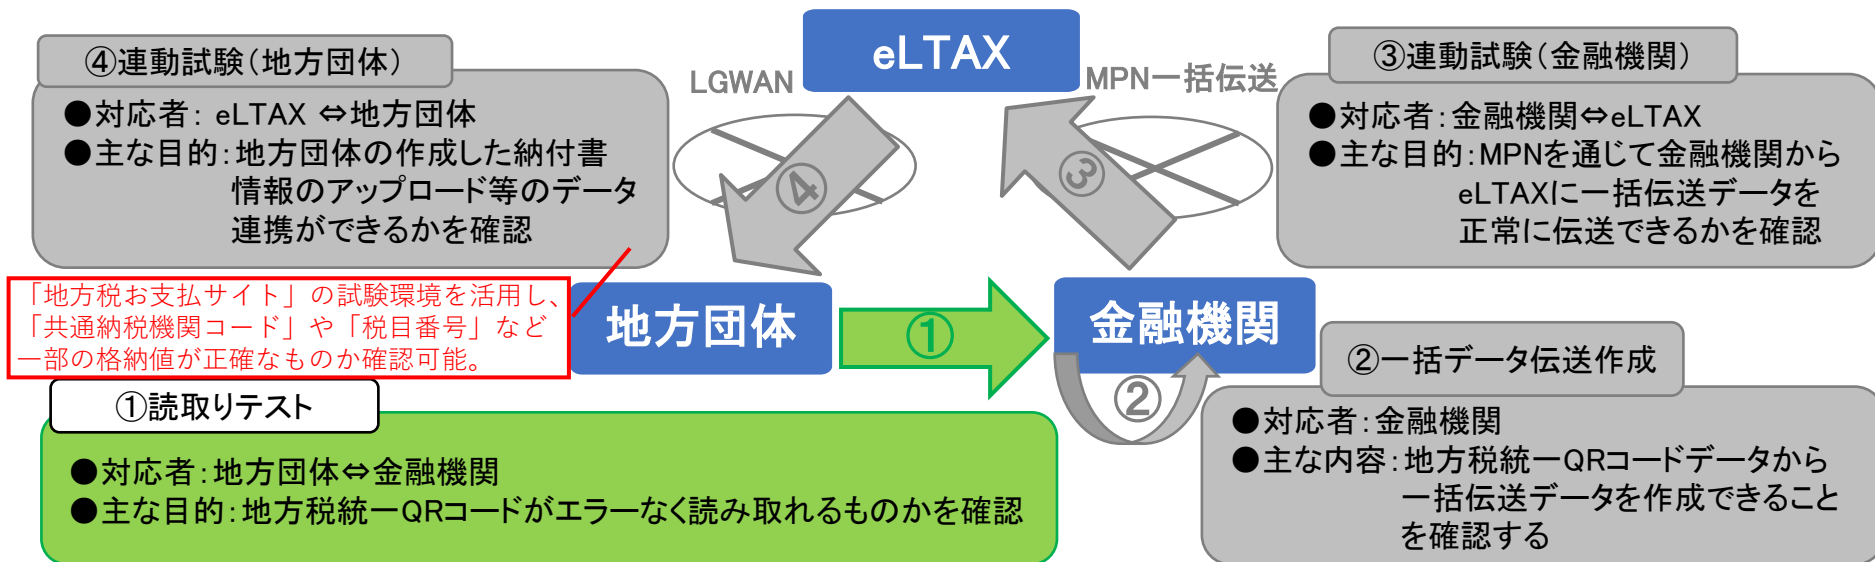 eLTAX
LGWAN
MPN一括伝送
④連動試験（地方団体）
●対応者：eLTAX ⇔地方団体
●主な目的：地方団体の作成した納付書
情報のアップロード等のデータ
連携ができるかを確認
③連動試験（金融機関）
●対応者：金融機関⇔eLTAX
●主な目的：MPNを通じて金融機関から
eLTAXに一括伝送データを
正常に伝送できるかを確認
④
③
「地方税お支払サイト」の試験環境を活用し、
「共通納税機関コード」や「税目番号」など
一部の格納値が正確なものか確認可能。
地方団体
①
金融機関
②
①読取りテスト
●対応者：地方団体⇔金融機関
●主な目的：地方税統一QRコードがエラーなく読み取れるものかを確認
②一括データ伝送作成
●対応者：金融機関
●主な内容：地方税統一QRコードデータから
一括伝送データを作成できること
を確認する